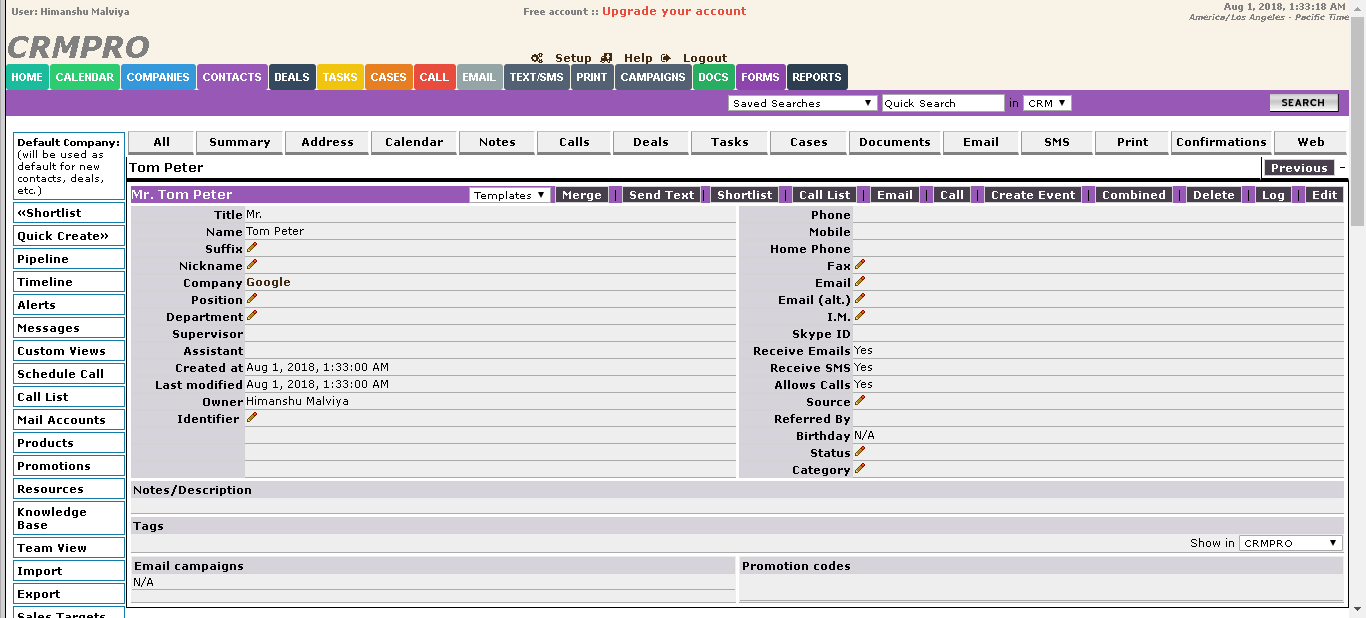 User: Himanshu Malviya
Free account :: Upgrade your account
Aug 1, 2018, 1:33:18 AM
America/Los Angeles - Pacific Time
CRMPRO
Setup Help Logout
HOME CALENDAR COMPANIES CONTACTS DEALS TASKS CASES CALL EMAIL TEXT/SMS PRINT CAMPAIGNS DOCS FORMS REPORTS
Saved Searches Quick Search in CRM SEARCH
Default Company:
(will be used as
default for new
contacts, deals,
etc.)
«Shortlist
Quick Create»
Pipeline
Timeline
Alerts
Messages
Custom Views
Schedule Call
Call List
Mail Accounts
Products
Promotions
Resources
Knowledge
Base
Team View
Import
Export
Sales Targets
All Summary Address Calendar Notes Calls Deals Tasks Cases Documents Email SMS Print Confirmations Web
Tom Peter Previous -
Mr. Tom Peter Templates Merge | Send Text | Shortlist | Call List | Email | Call | Create Event | Combined | Delete | Log | Edit
Title Mr.
Name Tom Peter
Suffix
Nickname
Company Google
Position
Department
Supervisor
Assistant
Created at Aug 1, 2018, 1:33:00 AM
Last modified Aug 1, 2018, 1:33:00 AM
Owner Himanshu Malviya
Identifier
Phone
Mobile
Home Phone
Fax
Email
Email (alt.)
I.M.
Skype ID
Receive Emails Yes
Receive SMS Yes
Allows Calls Yes
Source
Referred By
Birthday N/A
Status
Category
Notes/Description
Tags
Show in CRMPRO
Email campaigns
N/A
Promotion codes